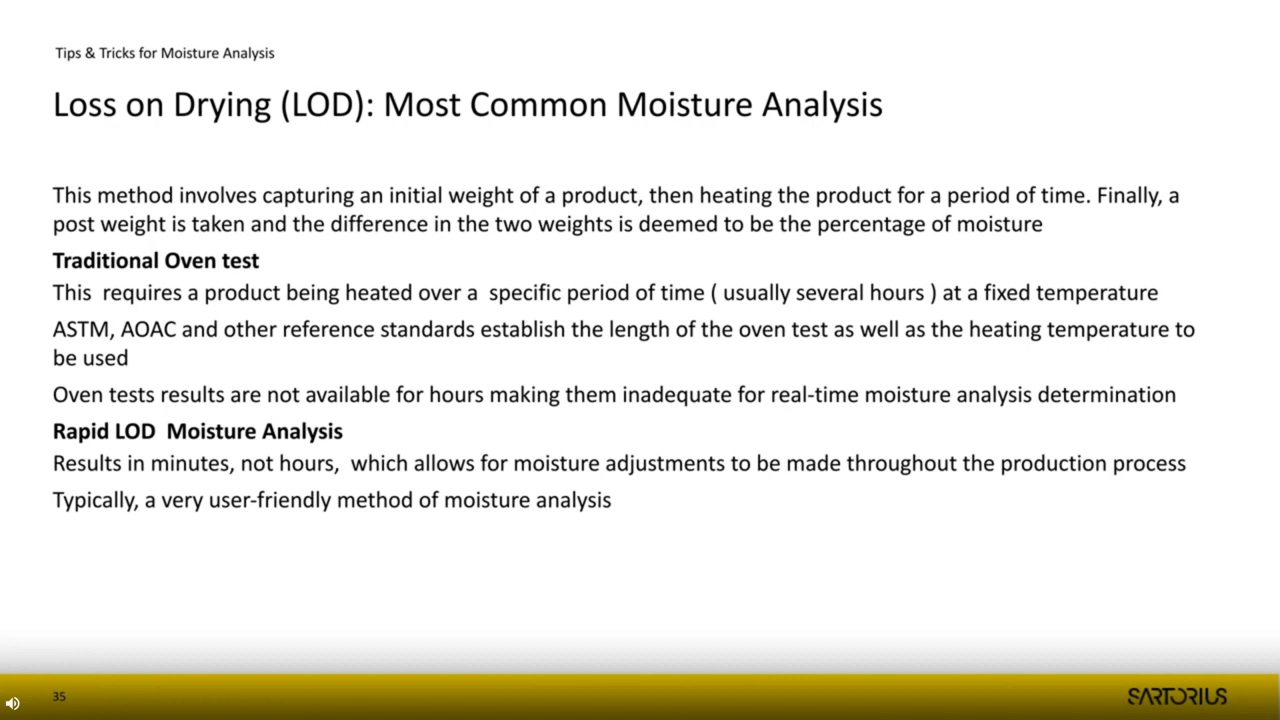 Tips & Tricks for Moisture Analysis
Loss on Drying (LOD): Most Common Moisture Analysis
This method involves capturing an initial weight of a product, then heating the product for a period of time. Finally, a
post weight is taken and the difference in the two weights is deemed to be the percentage of moisture
Traditional Oven test
This  requires a product being heated over a  specific period of time ( usually several hours ) at a fixed temperature
ASTM, AOAC and other reference standards establish the length of the oven test as well as the heating temperature to
be used
Oven tests results are not available for hours making them inadequate for real-time moisture analysis determination
Rapid LOD  Moisture Analysis
Results in minutes, not hours,  which allows for moisture adjustments to be made throughout the production process
Typically, a very user-friendly method of moisture analysis
35
SARTORIUS